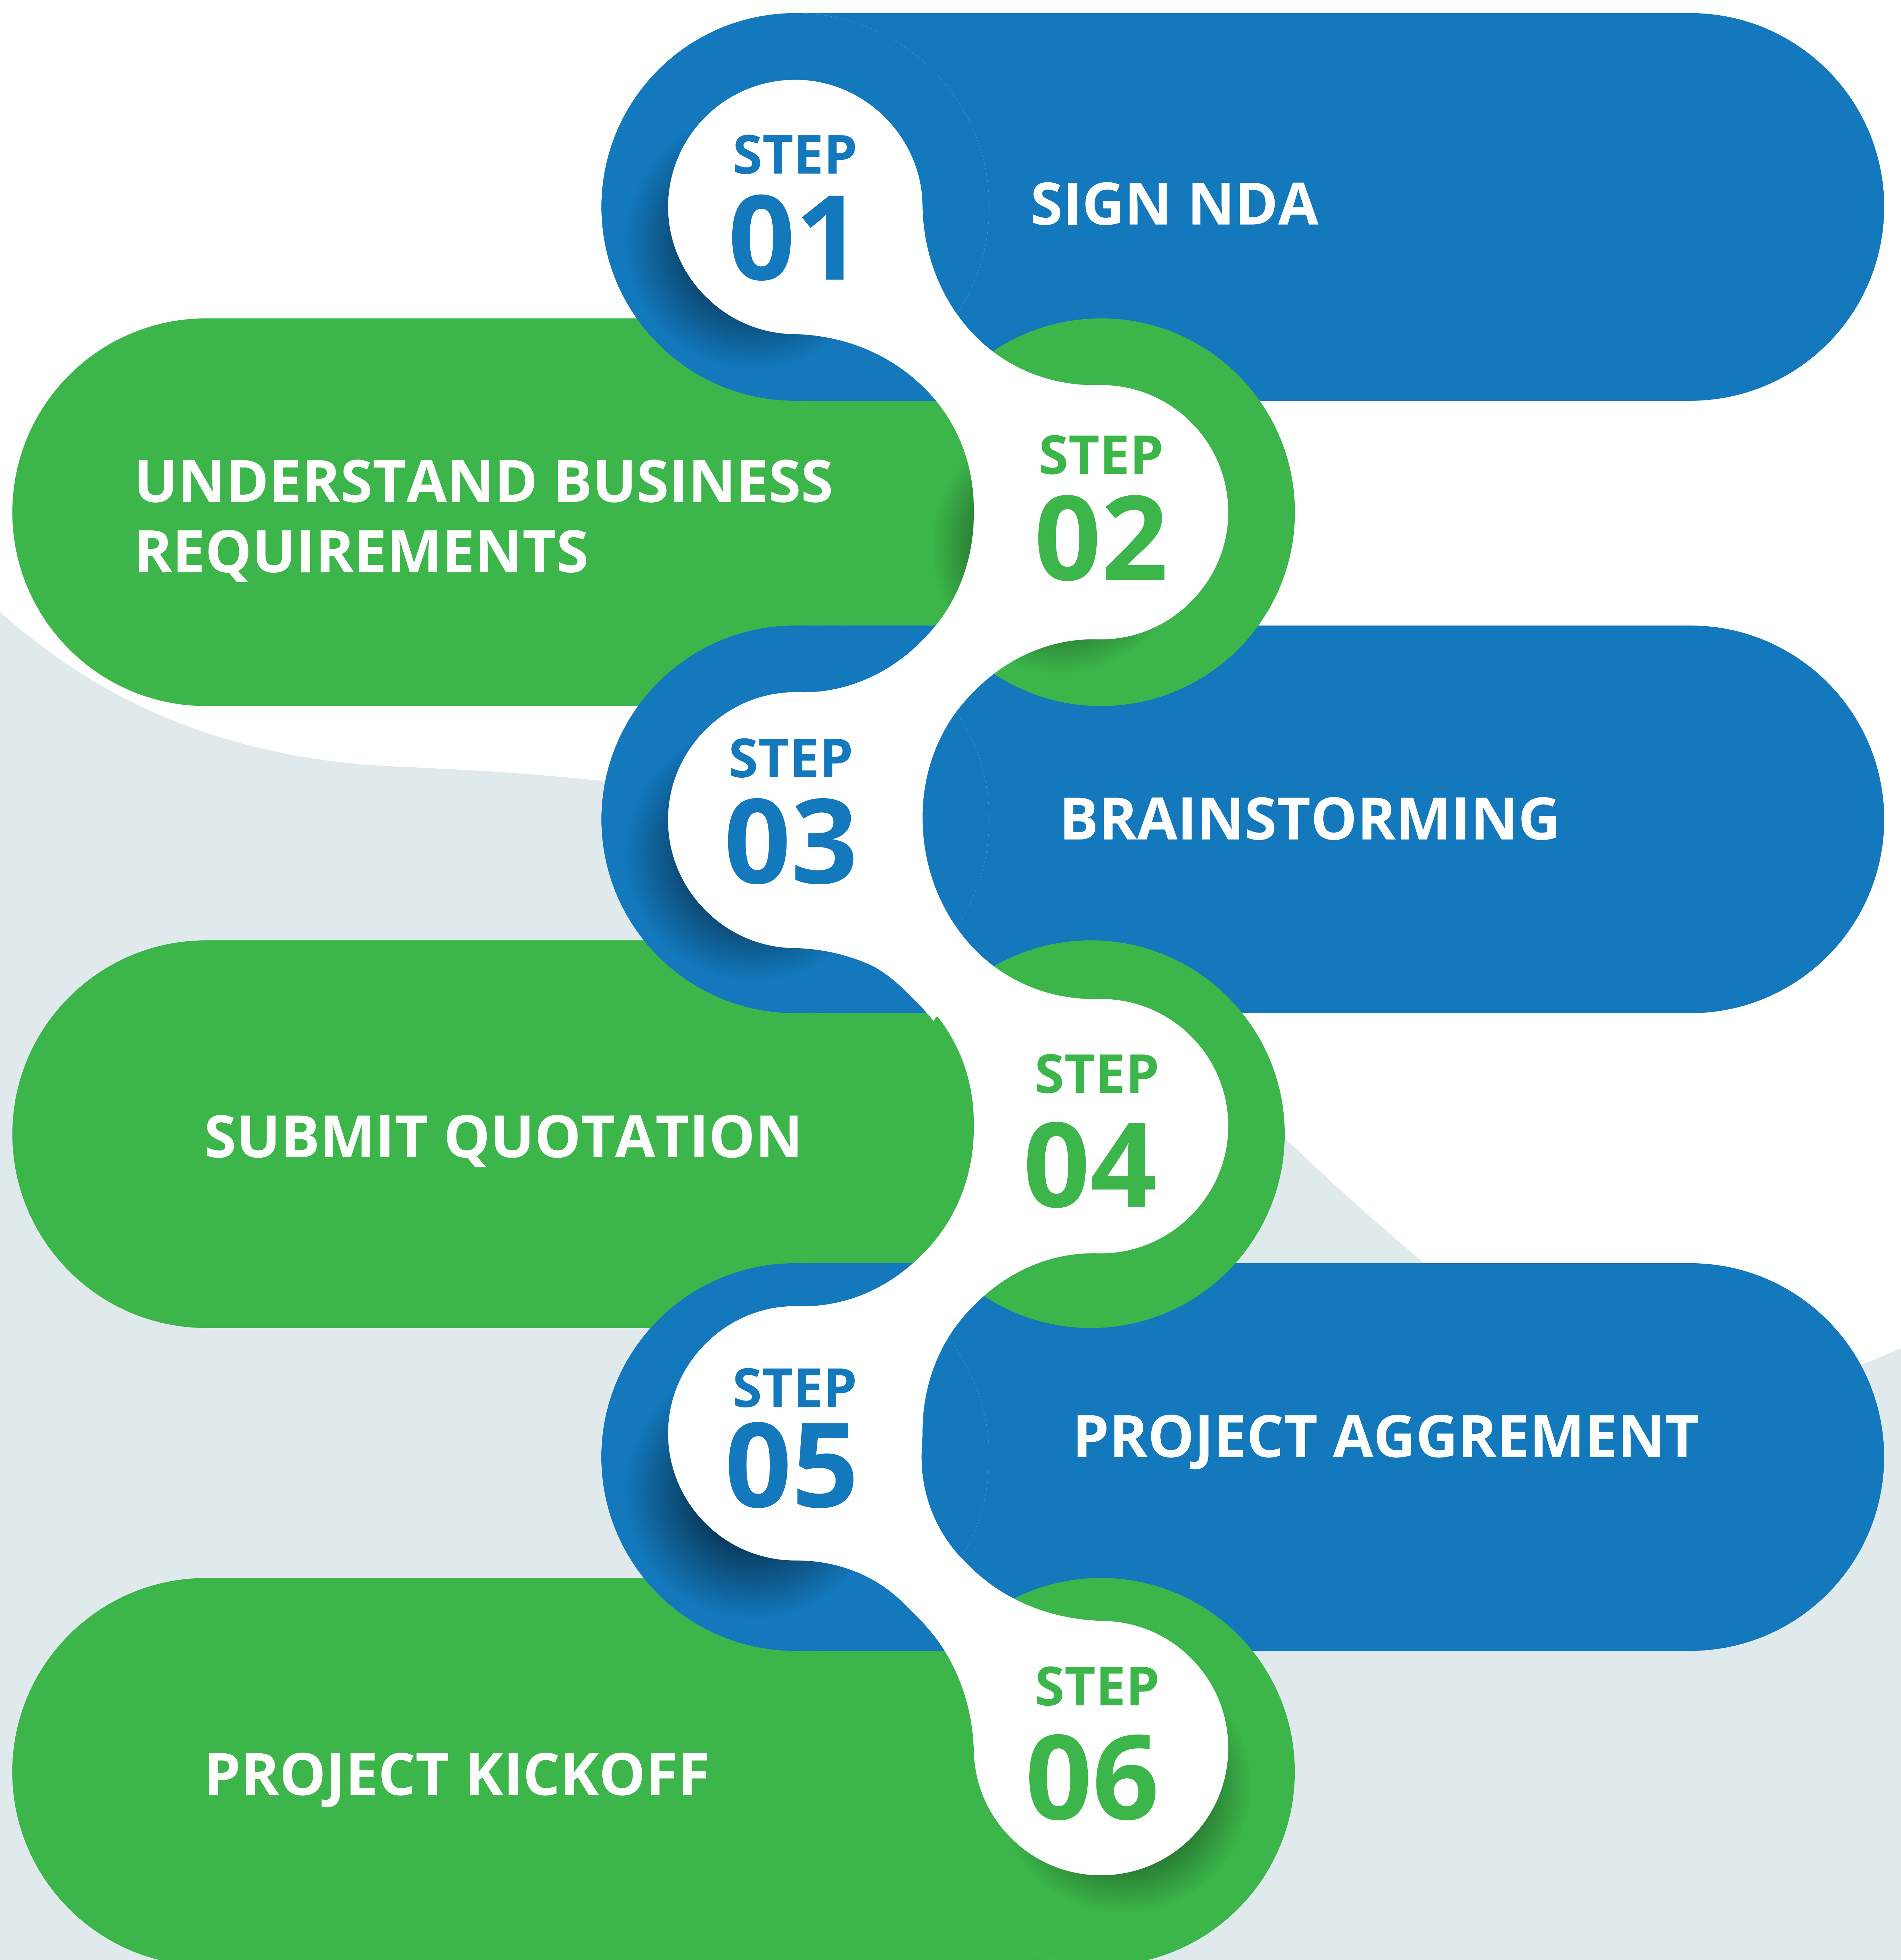 STEP
01
SIGN NDA
STEP
02
UNDERSTAND BUSINESS
REQUIREMENTS
STEP
03
BRAINSTORMING
STEP
04
SUBMIT QUOTATION
STEP
05
PROJECT AGGREMENT
STEP
06
PROJECT KICKOFF